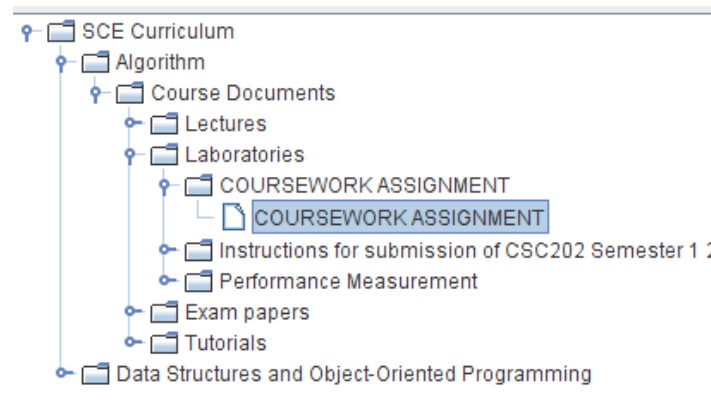 SCE Curriculum
Algorithm
Course Documents
Lectures
Laboratories
COURSEWORK ASSIGNMENT
COURSEWORK ASSIGNMENT
Instructions for submission of CSC202 Semester 1 2
Performance Measurement
Exam papers
Tutorials
Data Structures and Object-Oriented Programming